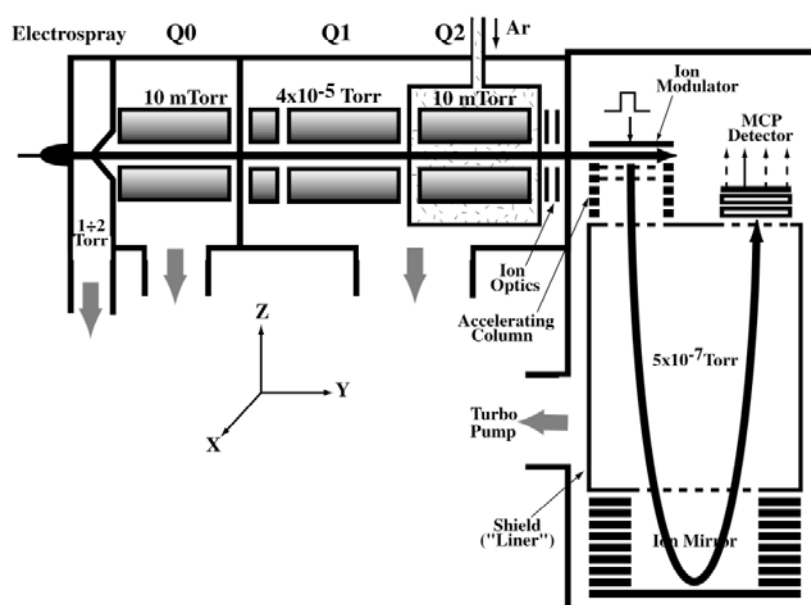 Electrospray
Q0
Q1
Q2
Ar
10 mTorr
4x10-5 Torr
10 mTorr
Ion
Modulator
MCP
Detector
1÷2
Torr
Ion
Optics
Accelerating
Column
5x10-7Torr
Z
Y
X
Turbo
Pump
Shield
("Liner")
Ion Mirror